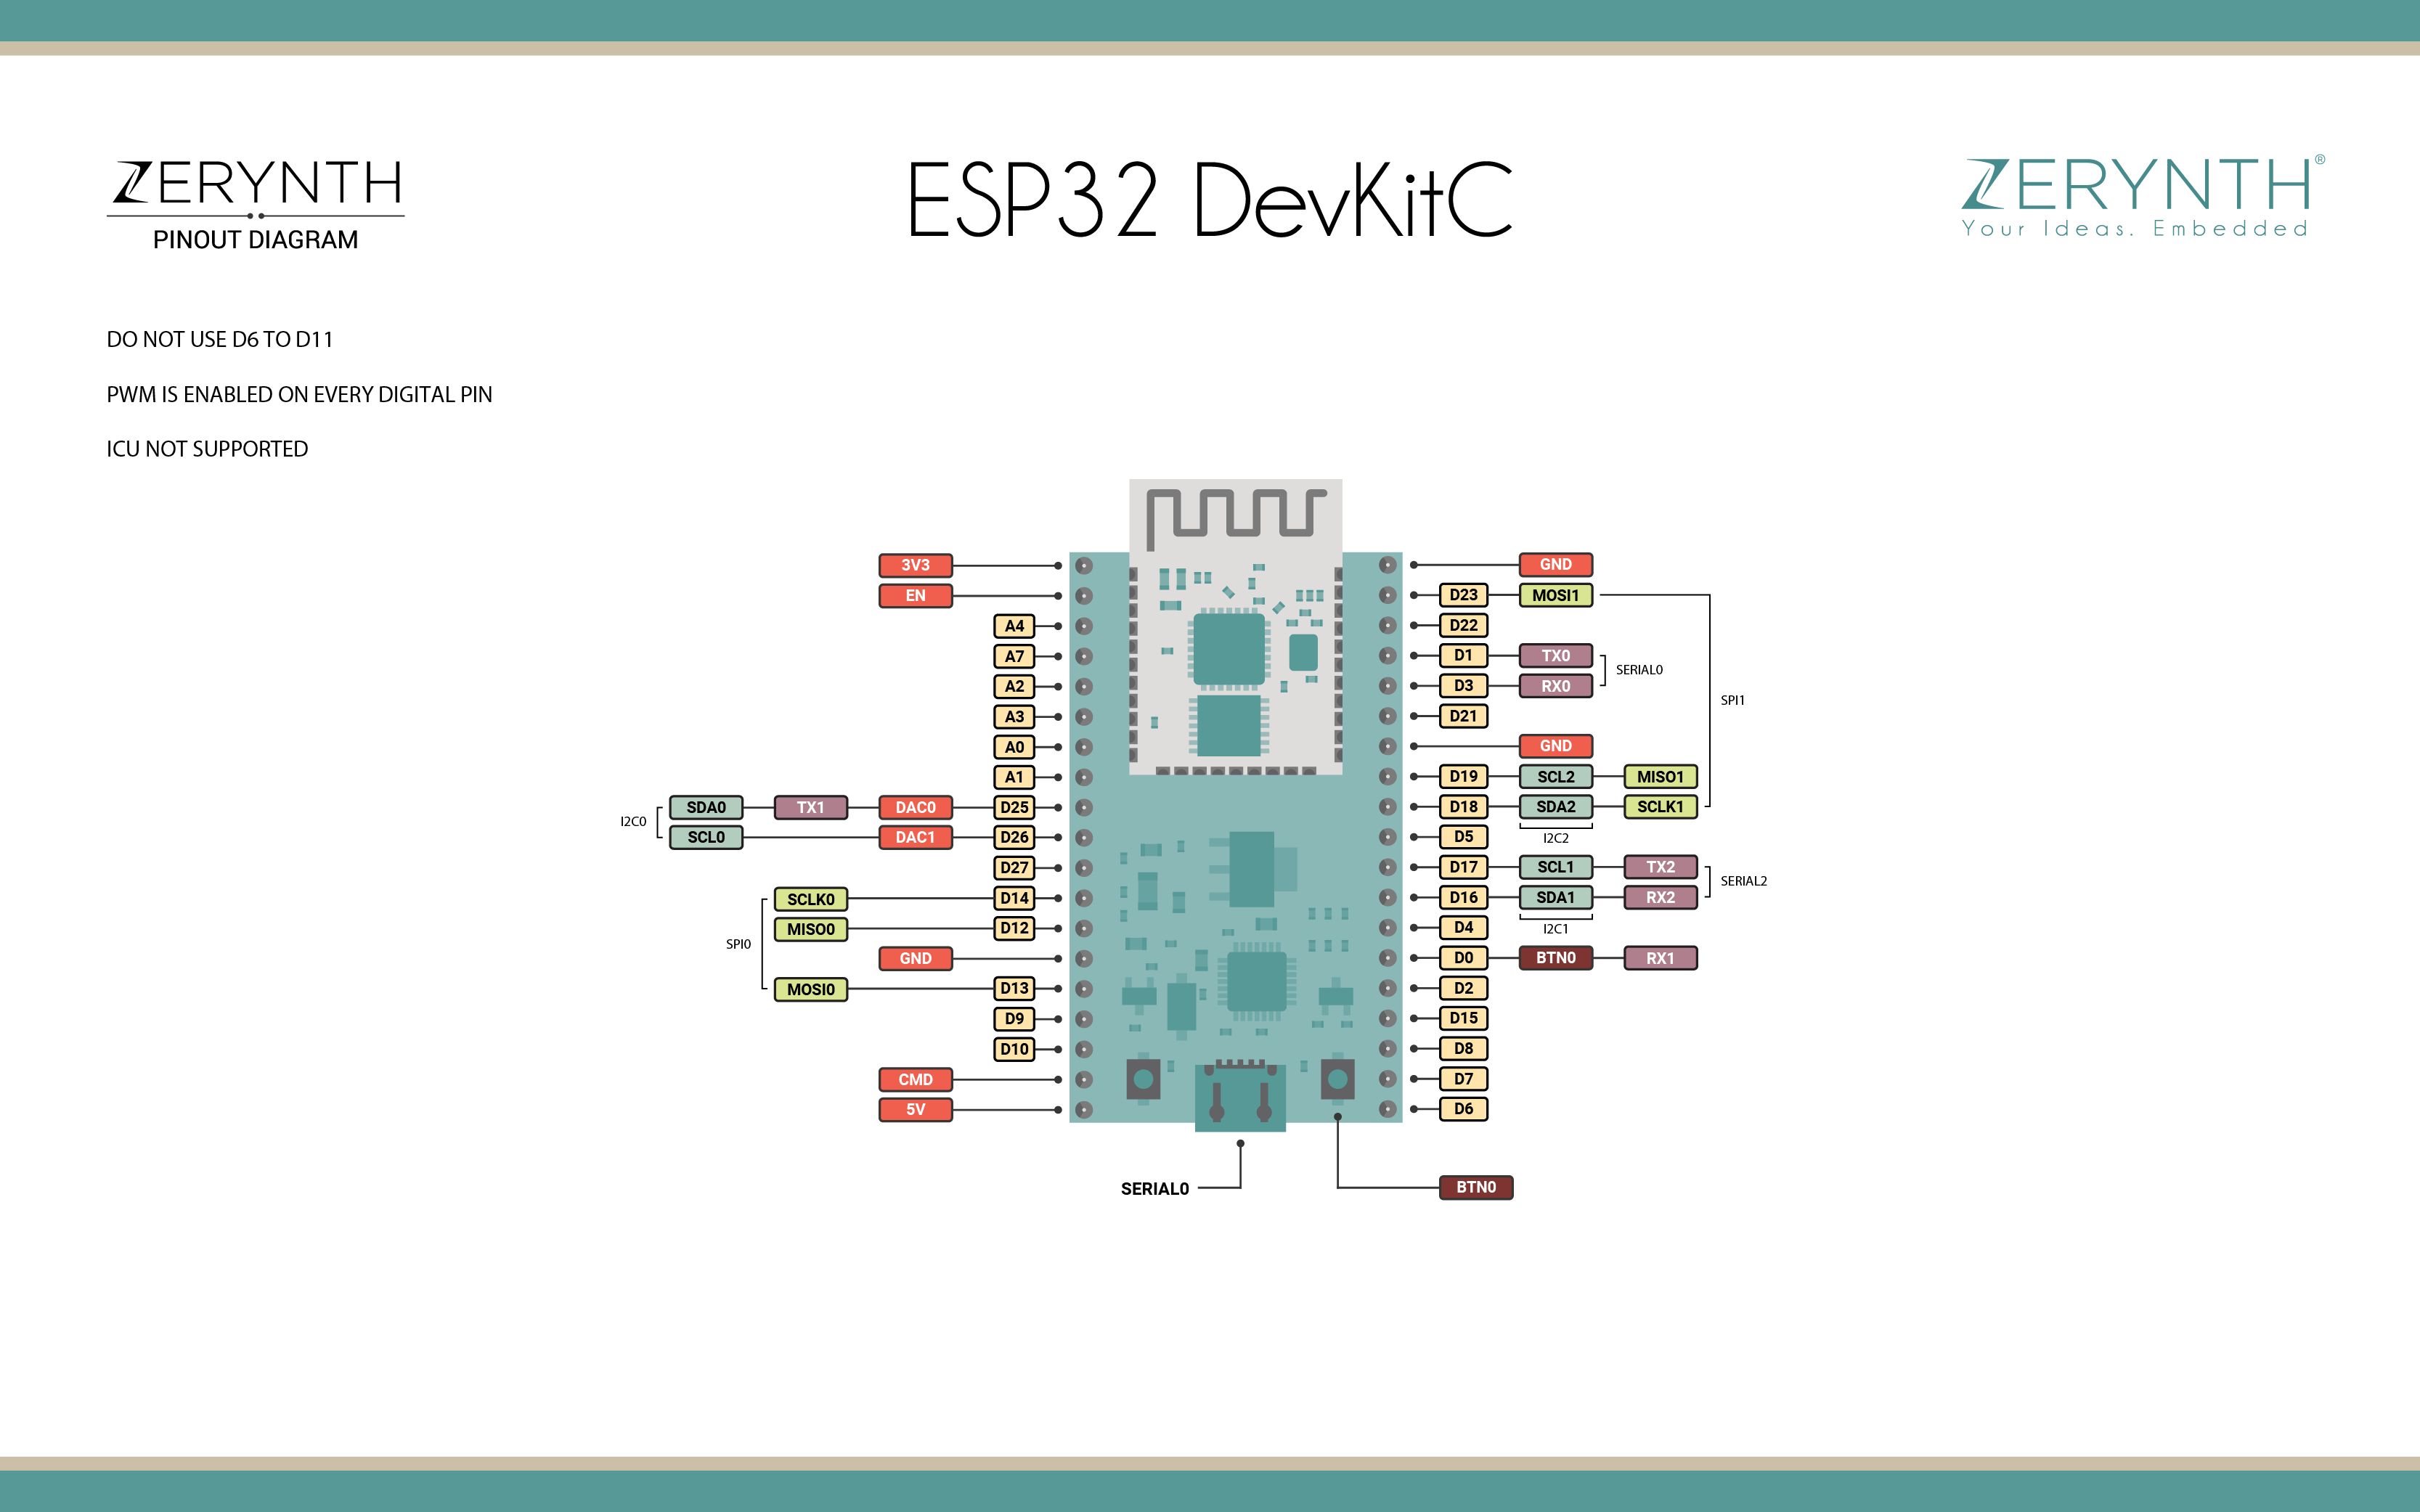 ZERYNTH
PINOUT DIAGRAM
ESP32 DevKitC
ZERYNTH®
Your Ideas. Embedded
DO NOT USE D6 TO D11
PWM IS ENABLED ON EVERY DIGITAL PIN
ICU NOT SUPPORTED
3V3
EN
A4
A7
A2
A3
A0
A1
SDA0 TX1 DAC0 D25
I2C0
SCL0 DAC1 D26
D27
SCLK0 D14
MISO0 D12
SPI0
GND
MOSI0 D13
D9
D10
CMD
5V
GND
D23 MOSI1
D22
D1 TX0
SERIAL0
D3 RX0
SPI1
D21
GND
D19 SCL2 MISO1
D18 SDA2 SCLK1
I2C2
D5
D17 SCL1 TX2
SERIAL2
D16 SDA1 RX2
I2C1
D4
D0 BTN0 RX1
D2
D15
D8
D7
D6
SERIAL0
BTN0